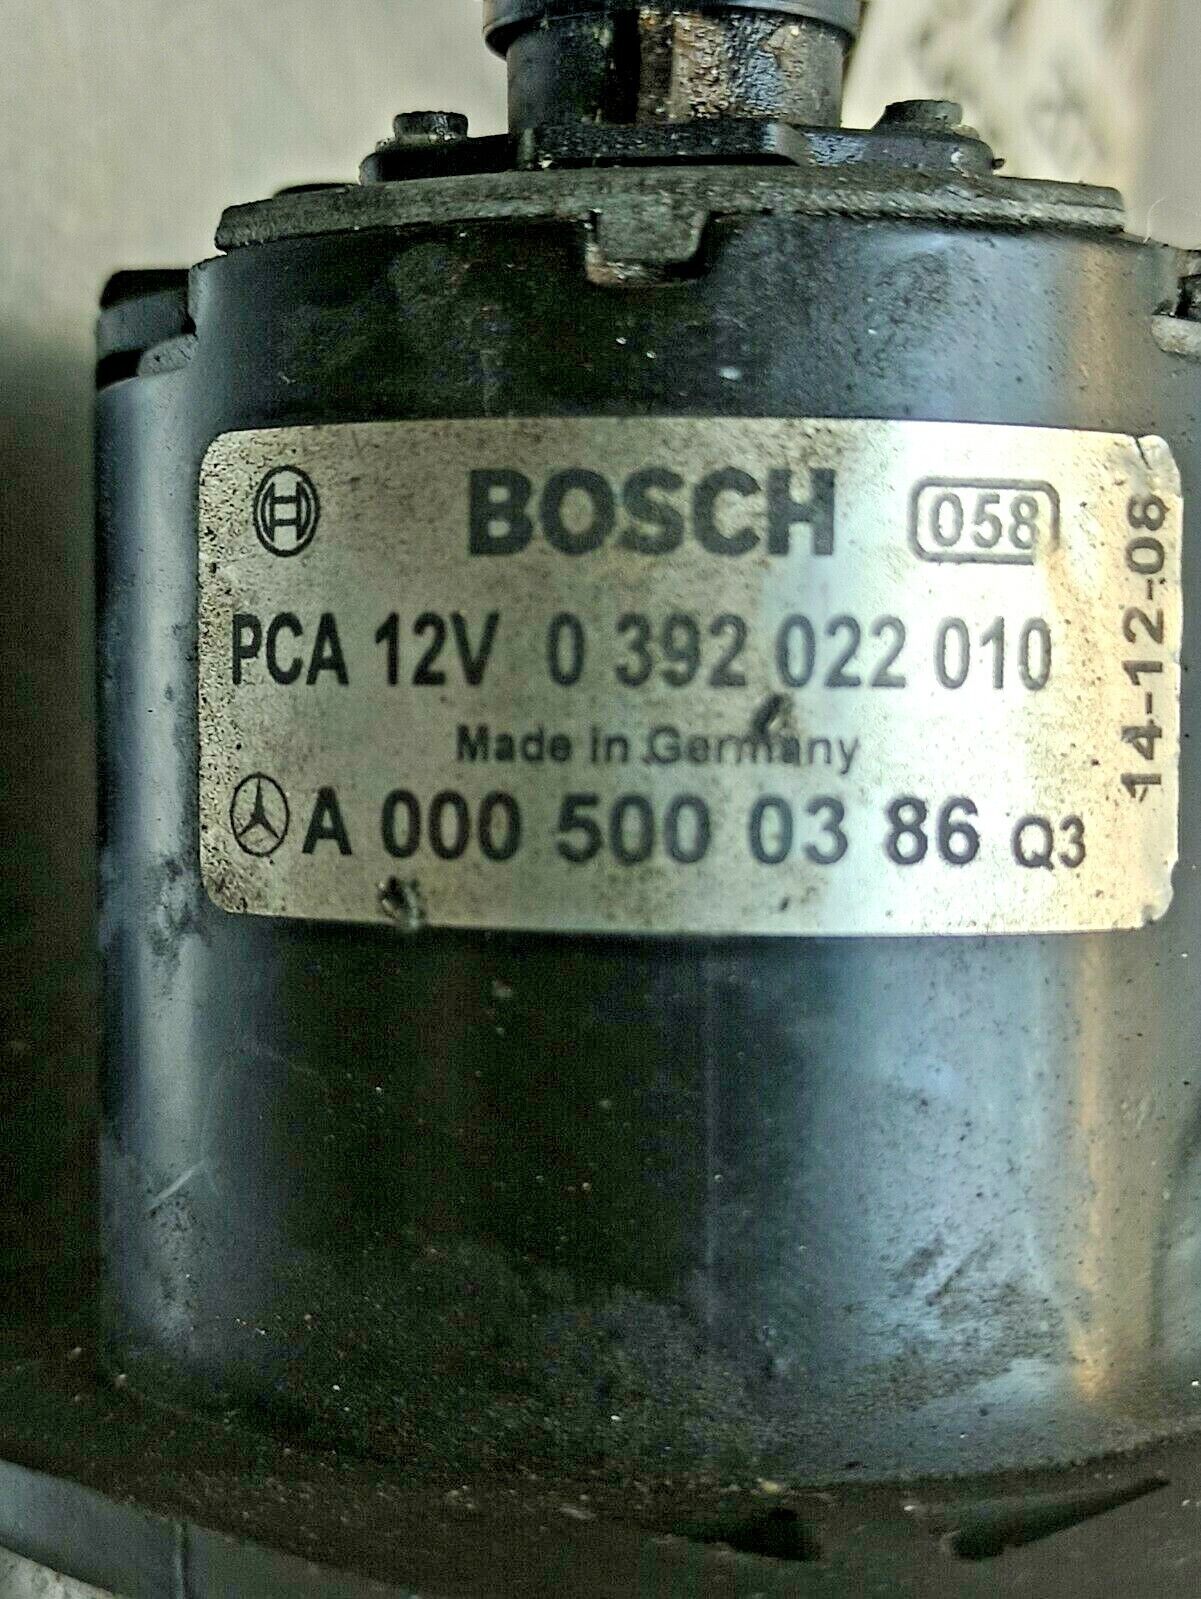 BOSCH 058
PCA 12V 0 392 022 010
Made in Germany
A 000 500 03 86 Q3
14-12-08